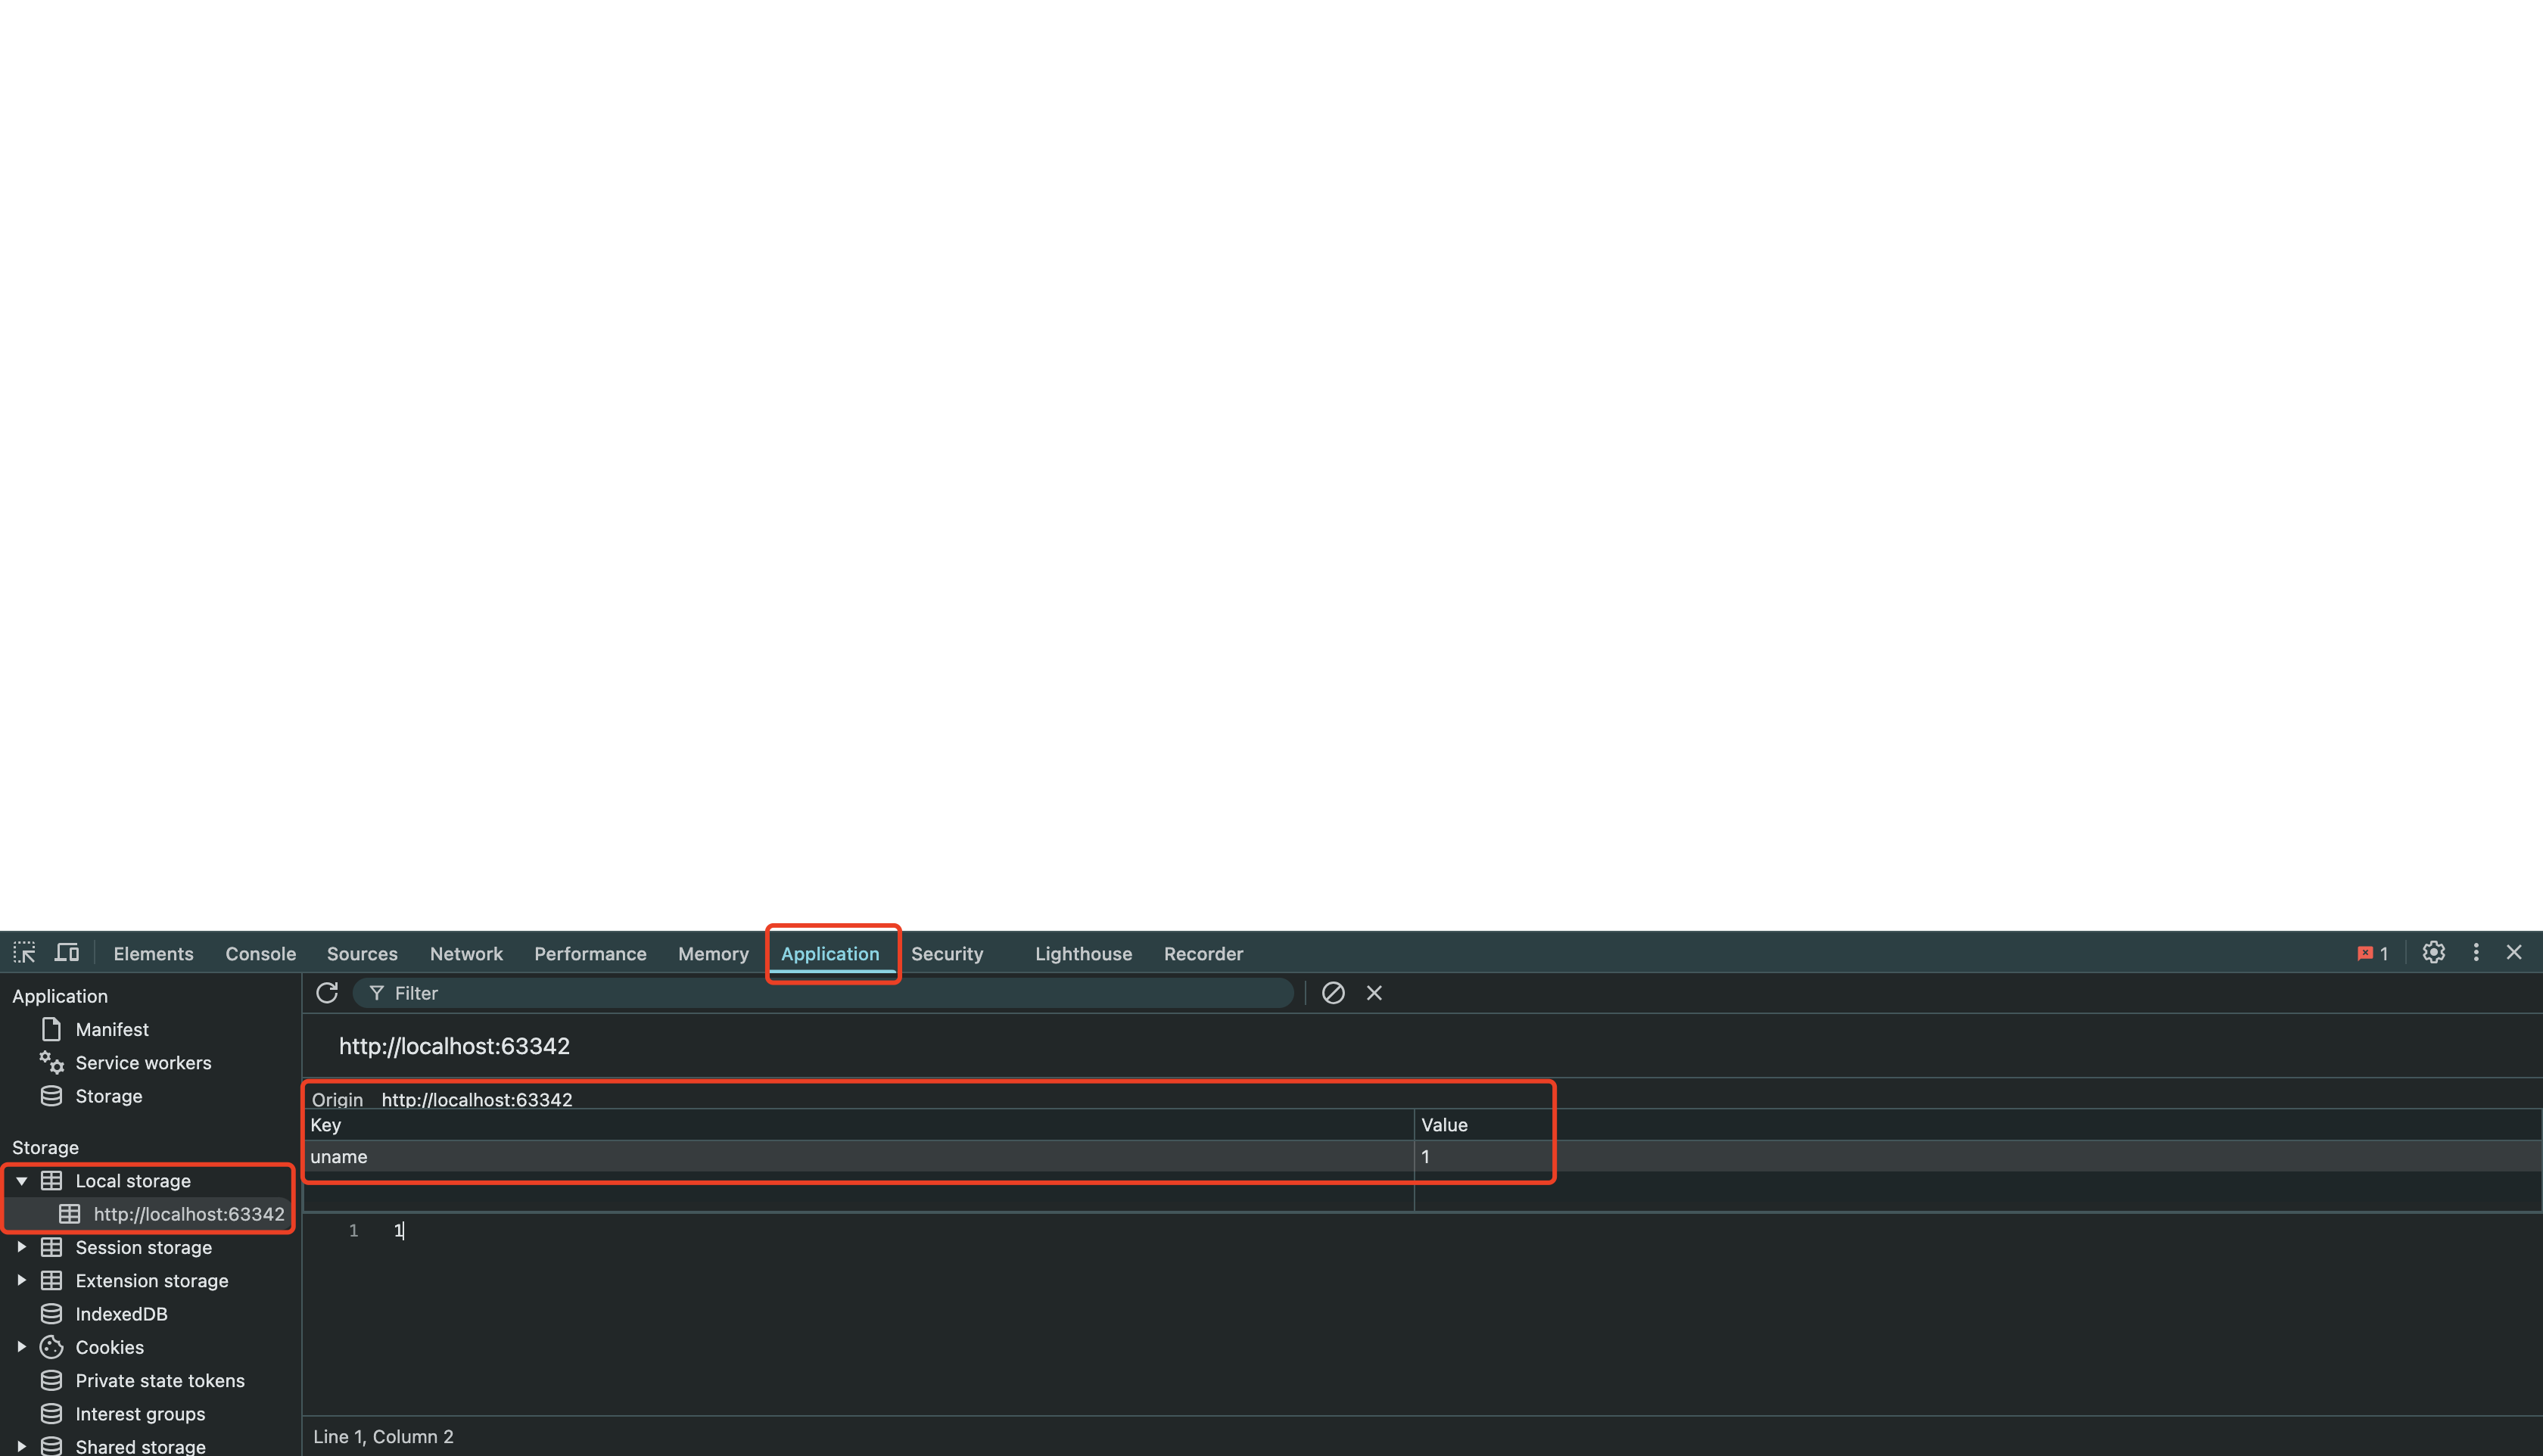 Elements Console Sources Network Performance Memory Application Security Lighthouse Recorder 1
Application
Manifest
Service workers
Storage
Storage
Local storage
http://localhost:63342
Session storage
Extension storage
IndexedDB
Cookies
Private state tokens
Interest groups
Shared storage
Filter
http://localhost:63342
Origin http://localhost:63342
Key Value
uname 1
1 1
Line 1, Column 2